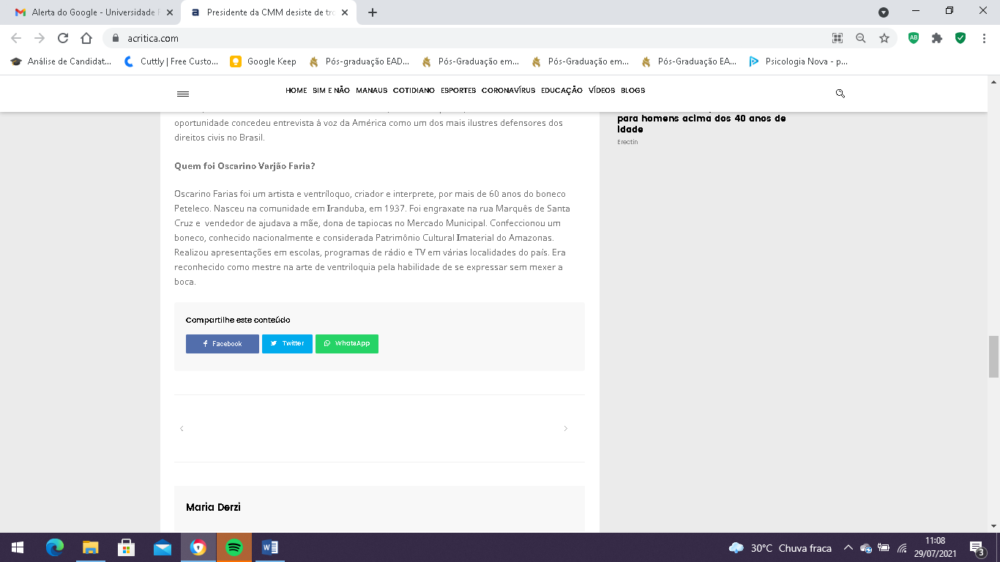 Alerta do Google - Universidade F
Presidente da CMM desiste de tro
acritica.com
Análise de Candidat...
Cuttly | Free Custo...
Google Keep
Pós-graduação EAD...
Pós-Graduação em...
Pós-Graduação em...
Pós-Graduação EA...
Psicologia Nova - p...
HOME SIM E NÃO MANAUS COTIDIANO ESPORTES CORONAVÍRUS EDUCAÇÃO VÍDEOS BLOGS
oportunidade concedeu entrevista à voz da América como um dos mais ilustres defensores dos
direitos civis no Brasil.
para homens acima dos 40 anos de
idade
Erectin
Quem foi Oscarino Varjão Faria?
Oscarino Farias foi um artista e ventríloquo, criador e interprete, por mais de 60 anos do boneco
Peteleco. Nasceu na comunidade em Iranduba, em 1937. Foi engraxate na rua Marquês de Santa
Cruz e vendedor de ajudava a mãe, dona de tapiocas no Mercado Municipal. Confeccionou um
boneco, conhecido nacionalmente e considerada Patrimônio Cultural Imaterial do Amazonas.
Realizou apresentações em escolas, programas de rádio e TV em várias localidades do país. Era
reconhecido como mestre na arte de ventriloquia pela habilidade de se expressar sem mexer a
boca.
Compartilhe este conteúdo
Facebook Twitter WhatsApp
Maria Derzi
30°C Chuva fraca
11:08
29/07/2021
3